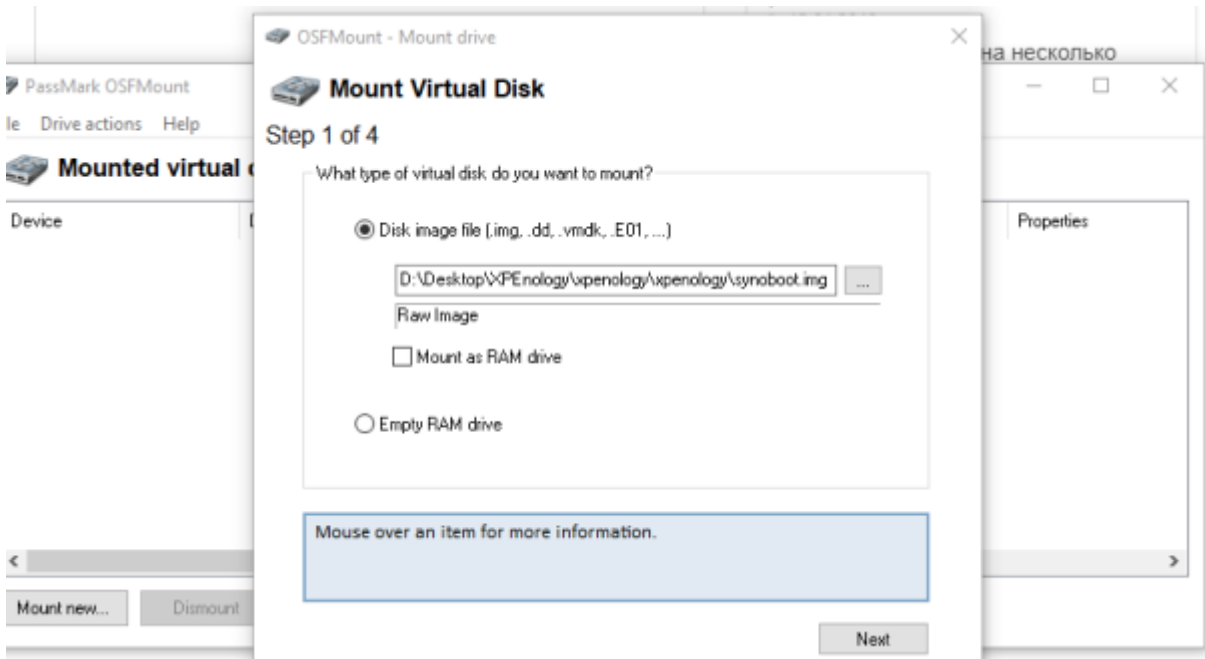 OSFMount - Mount drive
на несколько
PassMark OSFMount
Mount Virtual Disk
le Drive actions Help
Step 1 of 4
Mounted virtual
What type of virtual disk do you want to mount?
Device
Properties
Disk image file (.img, .dd, .vmdk, .E01, ...)
D:\Desktop\XPEnology\xpenology\xpenology\synoboot.img
...
Raw Image
Mount as RAM drive
Empty RAM drive
Mouse over an item for more information.
Mount new...
Dismount
Next